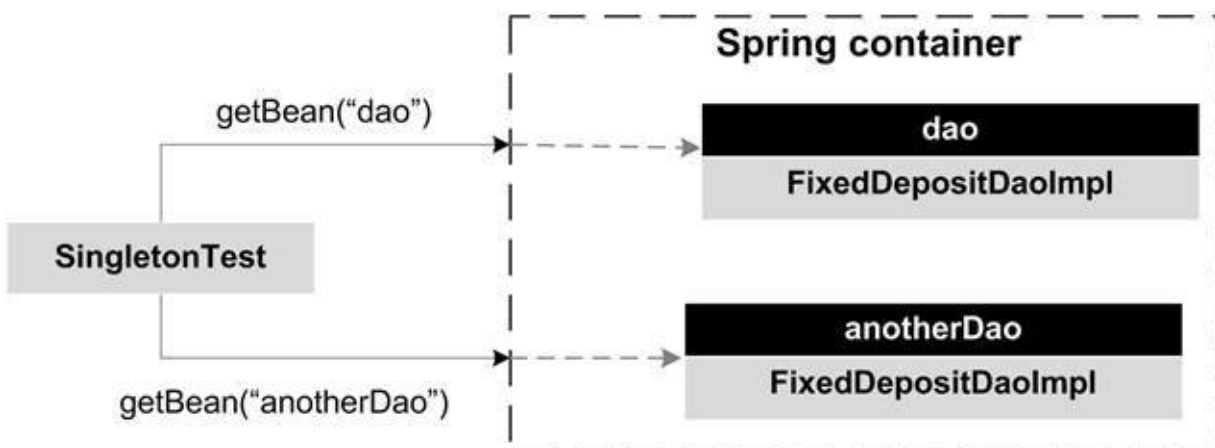 Spring container
getBean(“dao”)
dao
FixedDepositDaoImpl
SingletonTest
anotherDao
FixedDepositDaoImpl
getBean(“anotherDao”)